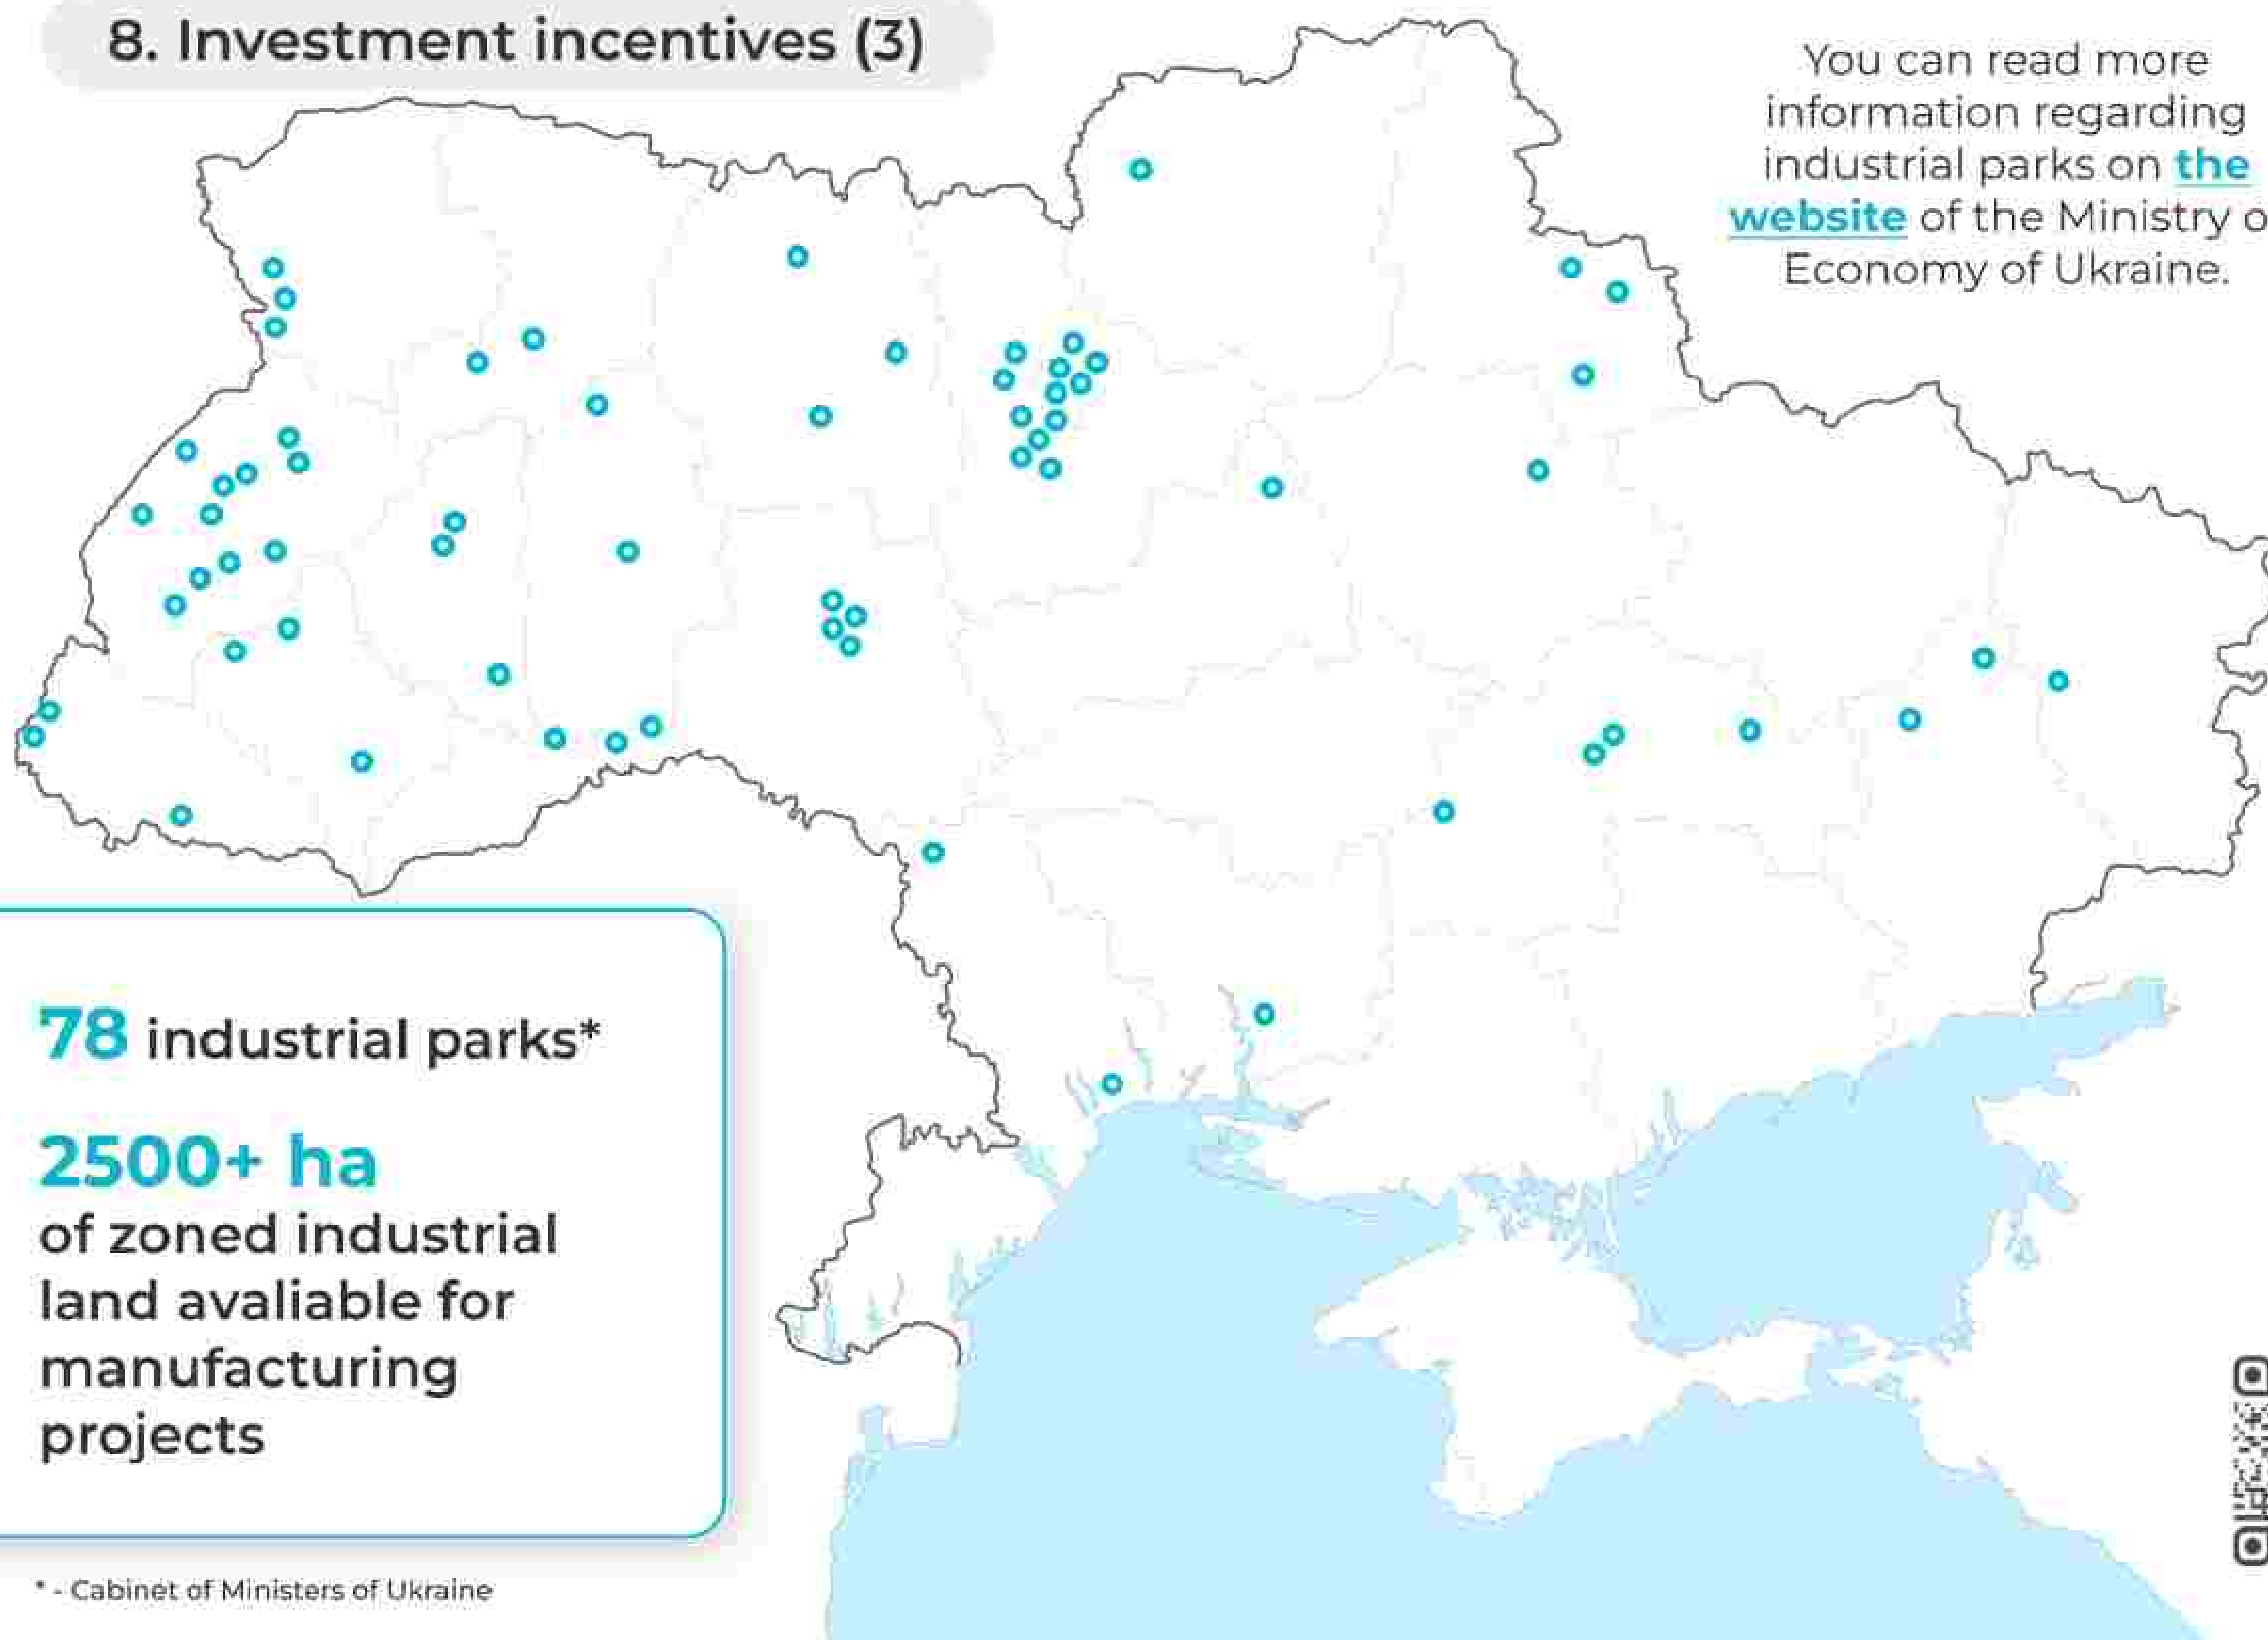 8. Investment incentives (3)
You can read more
information regarding
industrial parks on the
website of the Ministry o
Economy of Ukraine.
78 industrial parks*
2500+ ha
of zoned industrial
land avaliable for
manufacturing
projects
* - Cabinet of Ministers of Ukraine